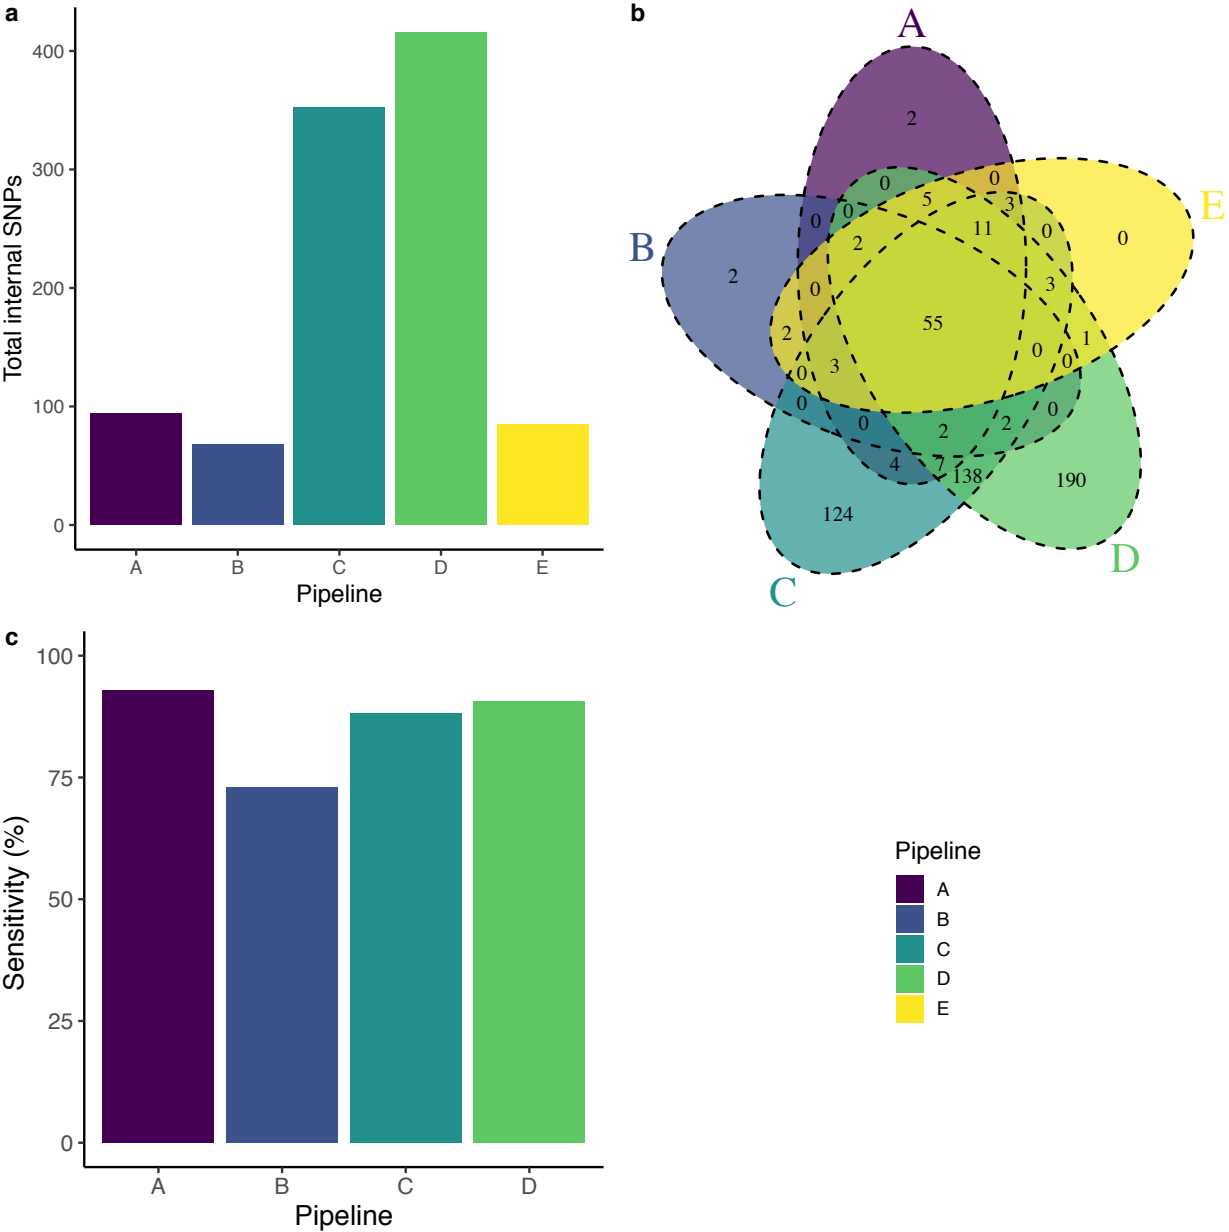 a
Total internal SNPs
400
300
200
100
0
A B C D E
Pipeline
b
A
2
E
0 0
5 3
0 0
11 0 0
B
2
2
3
0
55
2 1
0 0
3 0
0 0
0 2 2
4 7
138 190
124
D
C
c
Sensitivity (%)
100
75
50
25
0
A B C D
Pipeline
Pipeline
A
B
C
D
E